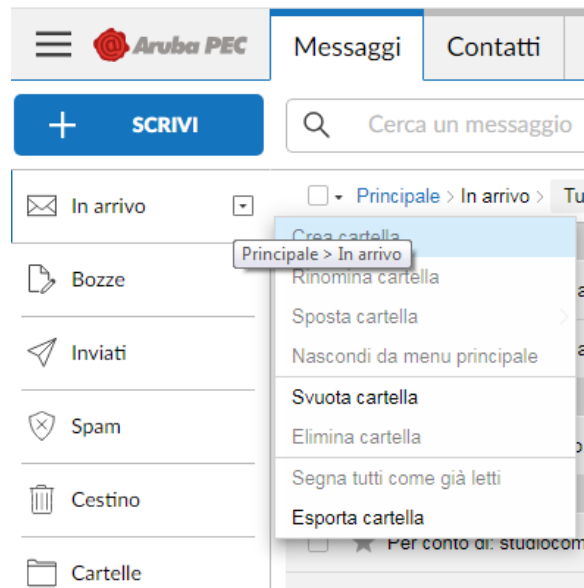 Aruba PEC
Messaggi
Contatti
SCRIVI
Cerca un messaggio
In arrivo
Principale > In arrivo > Tu
Crea cartella
Principale > In arrivo
Rinomina cartella
Bozze
Sposta cartella
Inviati
Nascondi da menu principale
Svuota cartella
Spam
Elimina cartella
Segna tutti come già letti
Cestino
Esporta cartella
Per conto di: studiocom
Cartelle